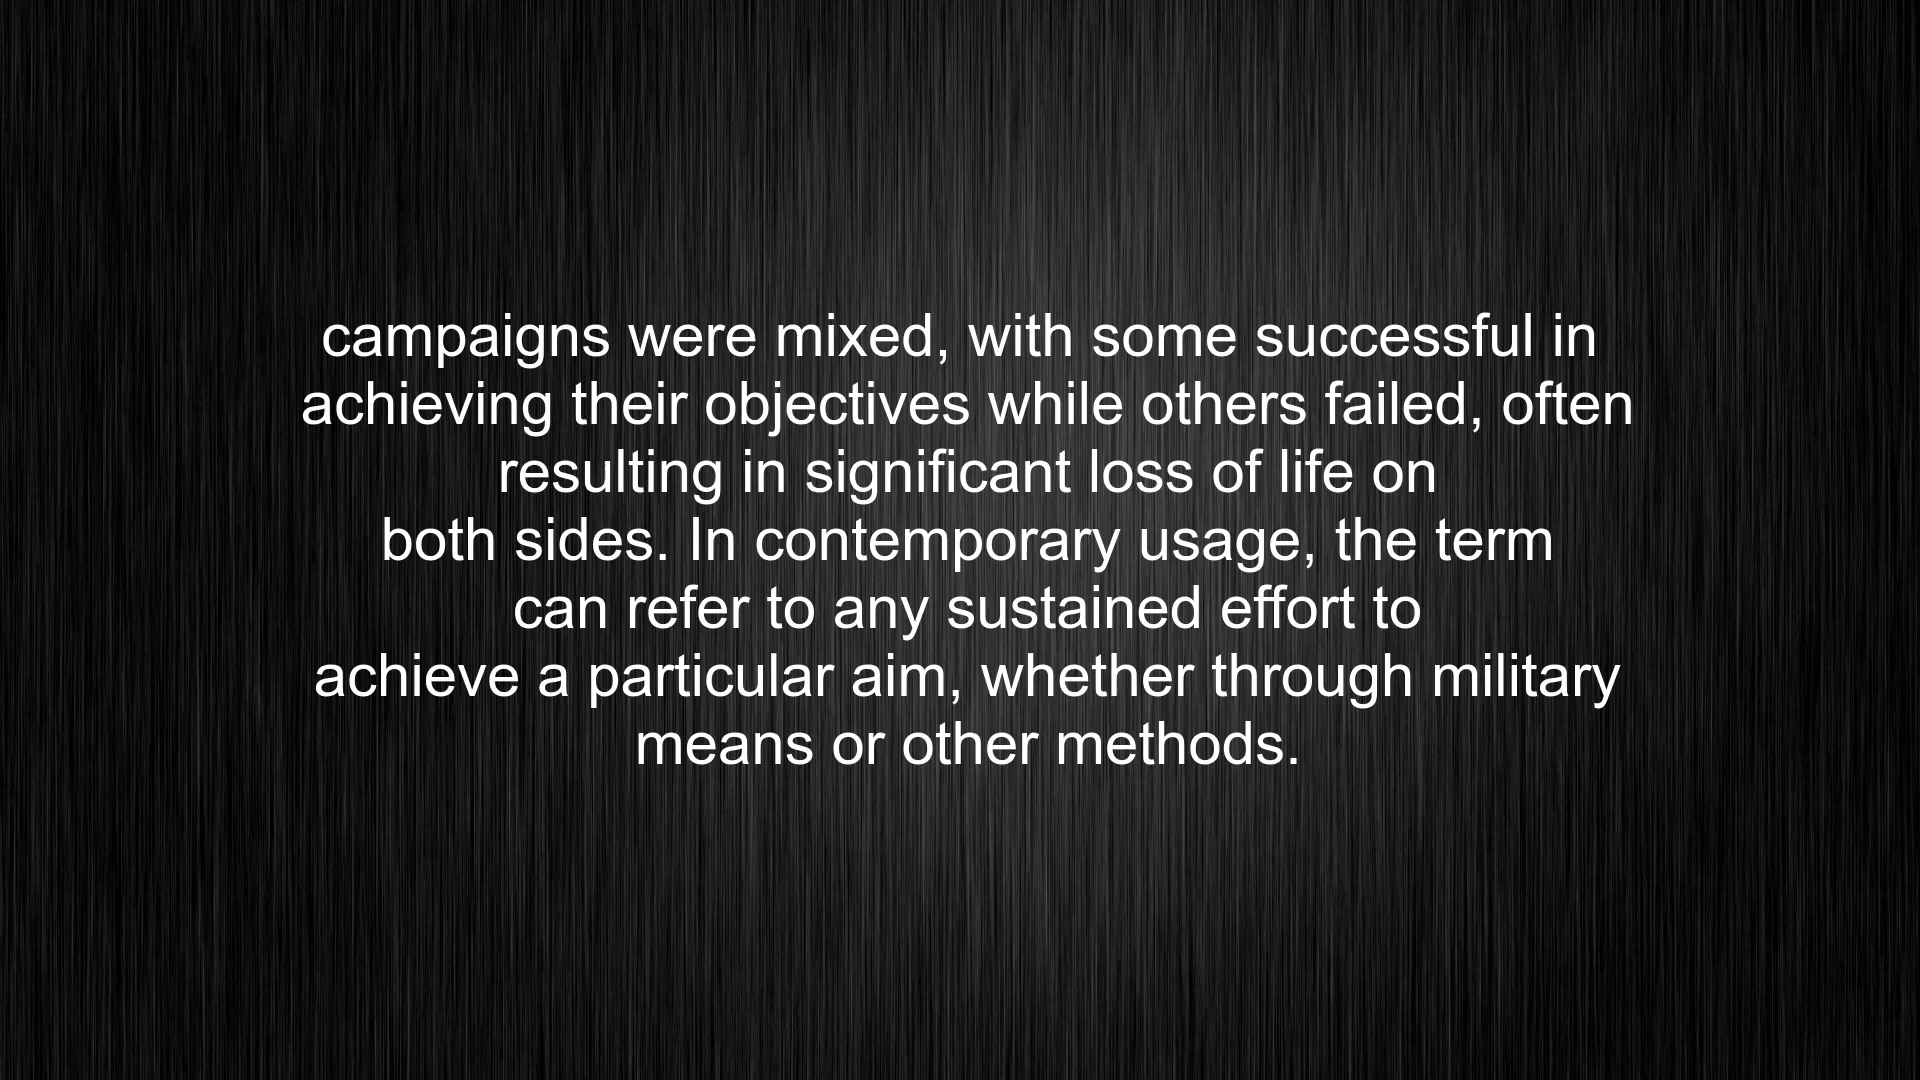 campaigns were mixed, with some successful in
achieving their objectives while others failed, often
resulting in significant loss of life on
both sides. In contemporary usage, the term
can refer to any sustained effort to
achieve a particular aim, whether through military
means or other methods.